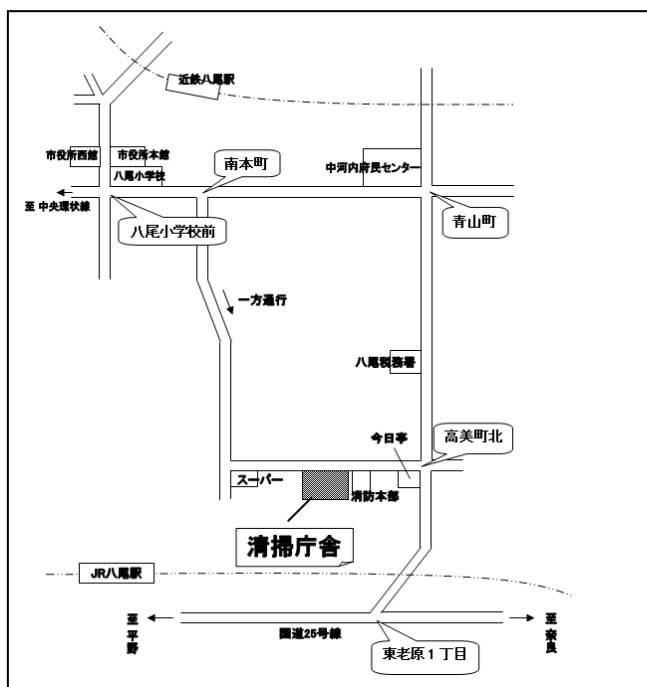 近鉄八尾駅
市役所西館
市役所本館
八尾小学校
南本町
中河内府民センター
至 中央環状線
八尾小学校前
青山町
一方通行
八尾税務署
今日亭
高美町北
スーパー
消防本部
清掃庁舎
JR八尾駅
至 平野
国道25号線
至 奈良
東老原1丁目